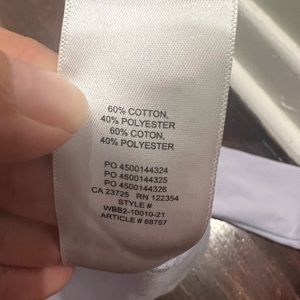 60% COTTON,
40% POLYESTER
60% COTON,
40% POLYESTER
PO 4500144324
PO 4500144325
PO 4500144326
CA 23725 RN 122354
STYLE #
WBB2-10010-21
ARTICLE # 68757